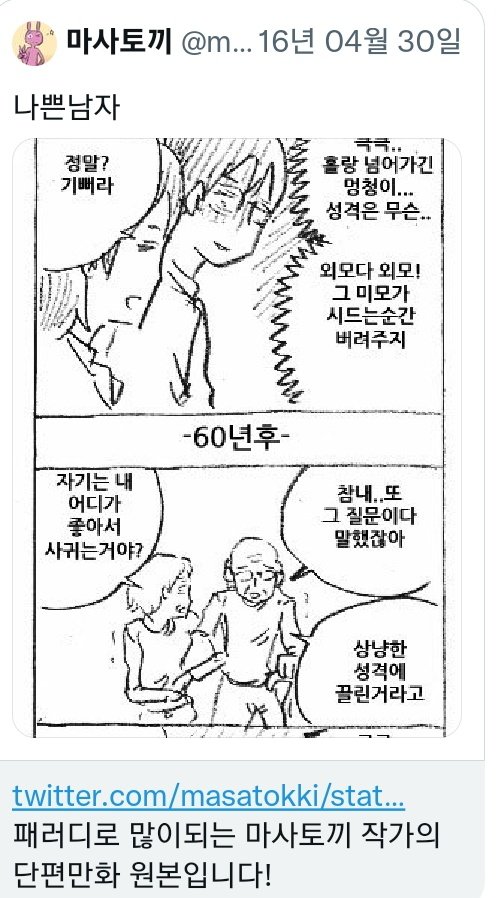 마사토끼 @m... 16년 04월 30일
나쁜남자
정말?
기뻐라
큭큭..
홀랑 넘어가긴
멍청이...
성격은 무슨..
외모다 외모!
그 미모가
시드는순간
버려주지
-60년후-
자기는 내
어디가
좋아서
사귀는거야?
참내..또
그 질문이다
말했잖아
상냥한
성격에
끌린거라고
twitter.com/masatokki/stat...
패러디로 많이되는 마사토끼 작가의
단편만화 원본입니다!